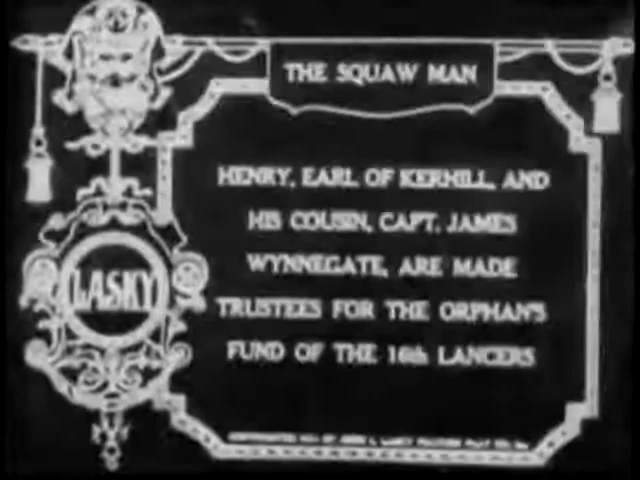 THE SQUAW MAN
HENRY, EARL OF KERHILL, AND
HIS COUSIN, CAPT. JAMES
WYNNEGATE, ARE MADE
TRUSTEES FOR THE ORPHAN'S
FUND OF THE 16th LANCERS
LASKY